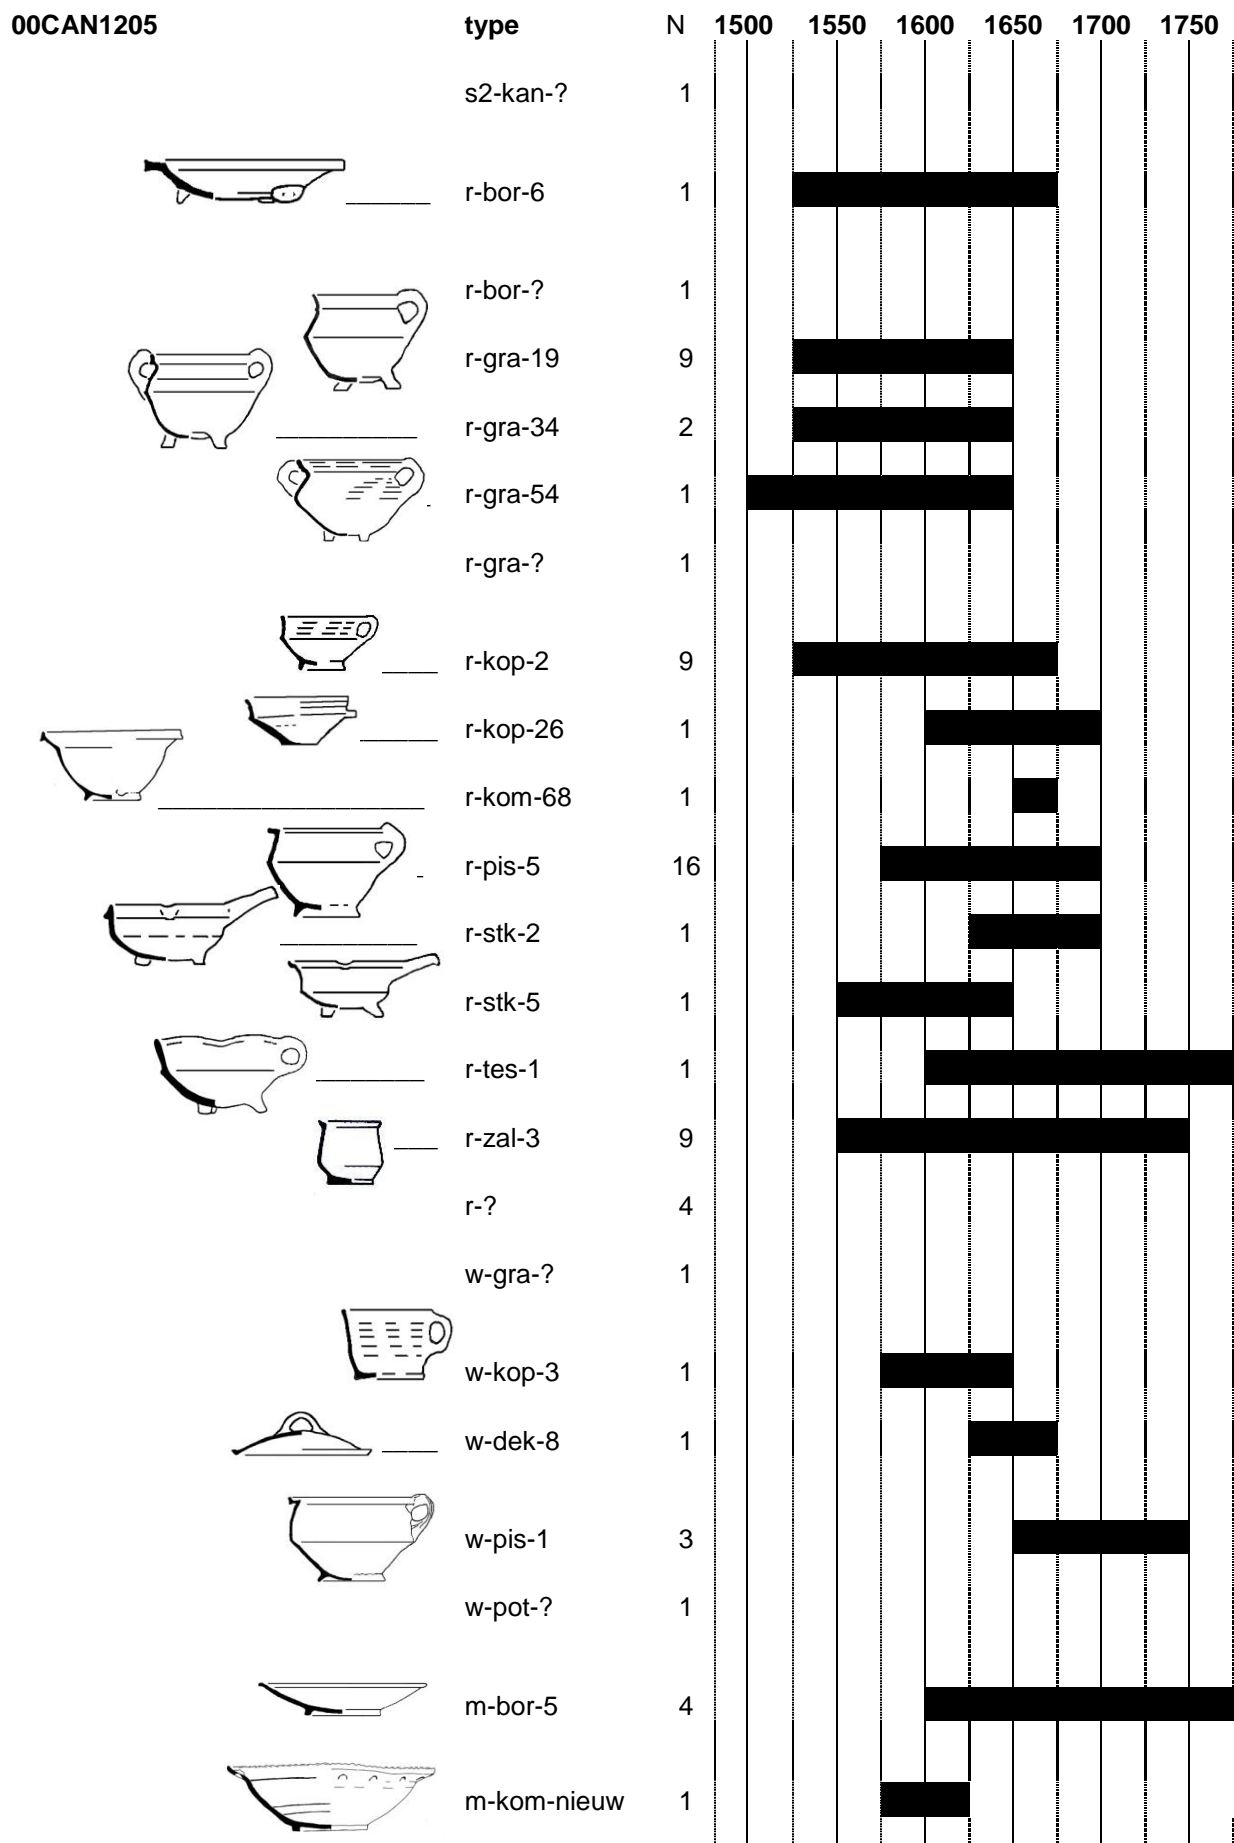 00CAN1205 type N 1500 1550 1600 1650 1700 1750
s2-kan-? 1
r-bor-6 1
r-bor-? 1
r-gra-19 9
r-gra-34 2
r-gra-54 1
r-gra-? 1
r-kop-2 9
r-kop-26 1
r-kom-68 1
r-pis-5 16
r-stk-2 1
r-stk-5 1
r-tes-1 1
r-zal-3 9
r-? 4
w-gra-? 1
w-kop-3 1
w-dek-8 1
w-pis-1 3
w-pot-? 1
m-bor-5 4
m-kom-nieuw 1